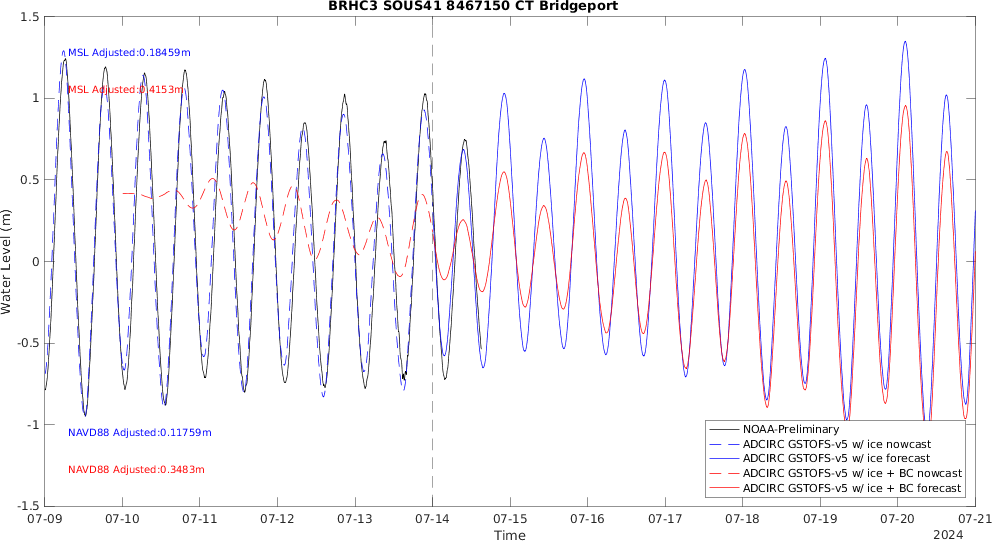 BRHC3 SOUS41 8467150 CT Bridgeport
1.5
1
0.5
0
-0.5
-1
-1.5
Water Level (m)
MSL Adjusted:0.18459m
MSL Adjusted:0.4153m
NAVD88 Adjusted:0.11759m
NAVD88 Adjusted:0.3483m
NOAA-Preliminary
ADCIRC GSTOFS-v5 w/ ice nowcast
ADCIRC GSTOFS-v5 w/ ice forecast
ADCIRC GSTOFS-v5 w/ ice + BC nowcast
ADCIRC GSTOFS-v5 w/ ice + BC forecast
07-09 07-10 07-11 07-12 07-13 07-14 07-15 07-16 07-17 07-18 07-19 07-20 07-21
Time
2024